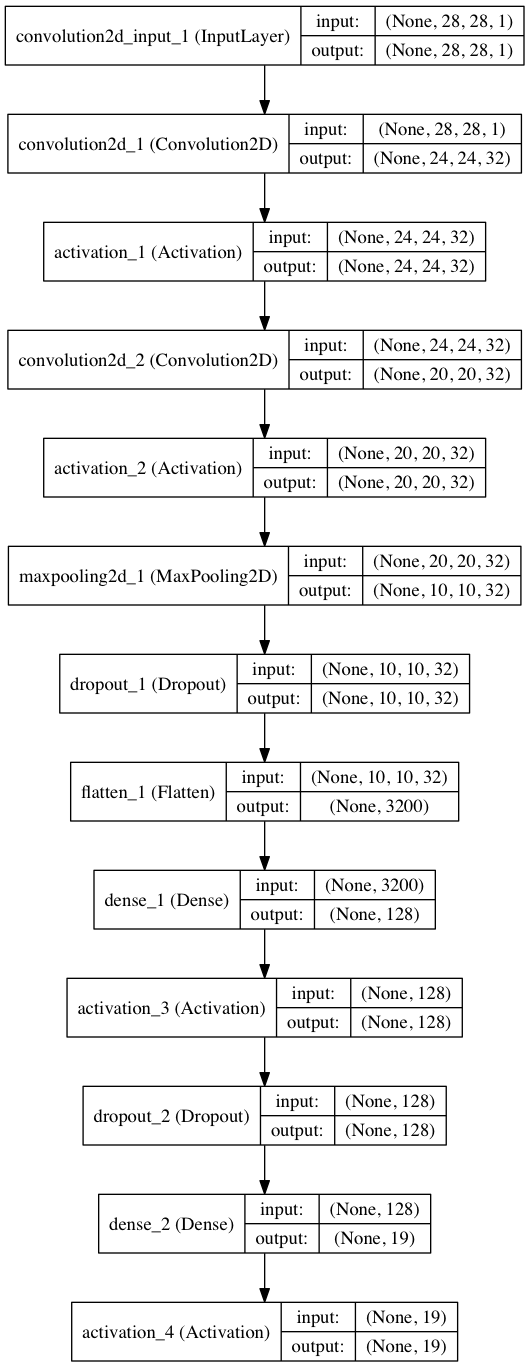 convolution2d_input_1 (InputLayer)
input: (None, 28, 28, 1)
output: (None, 28, 28, 1)
convolution2d_1 (Convolution2D)
input: (None, 28, 28, 1)
output: (None, 24, 24, 32)
activation_1 (Activation)
input: (None, 24, 24, 32)
output: (None, 24, 24, 32)
convolution2d_2 (Convolution2D)
input: (None, 24, 24, 32)
output: (None, 20, 20, 32)
activation_2 (Activation)
input: (None, 20, 20, 32)
output: (None, 20, 20, 32)
maxpooling2d_1 (MaxPooling2D)
input: (None, 20, 20, 32)
output: (None, 10, 10, 32)
dropout_1 (Dropout)
input: (None, 10, 10, 32)
output: (None, 10, 10, 32)
flatten_1 (Flatten)
input: (None, 10, 10, 32)
output: (None, 3200)
dense_1 (Dense)
input: (None, 3200)
output: (None, 128)
activation_3 (Activation)
input: (None, 128)
output: (None, 128)
dropout_2 (Dropout)
input: (None, 128)
output: (None, 128)
dense_2 (Dense)
input: (None, 128)
output: (None, 19)
activation_4 (Activation)
input: (None, 19)
output: (None, 19)